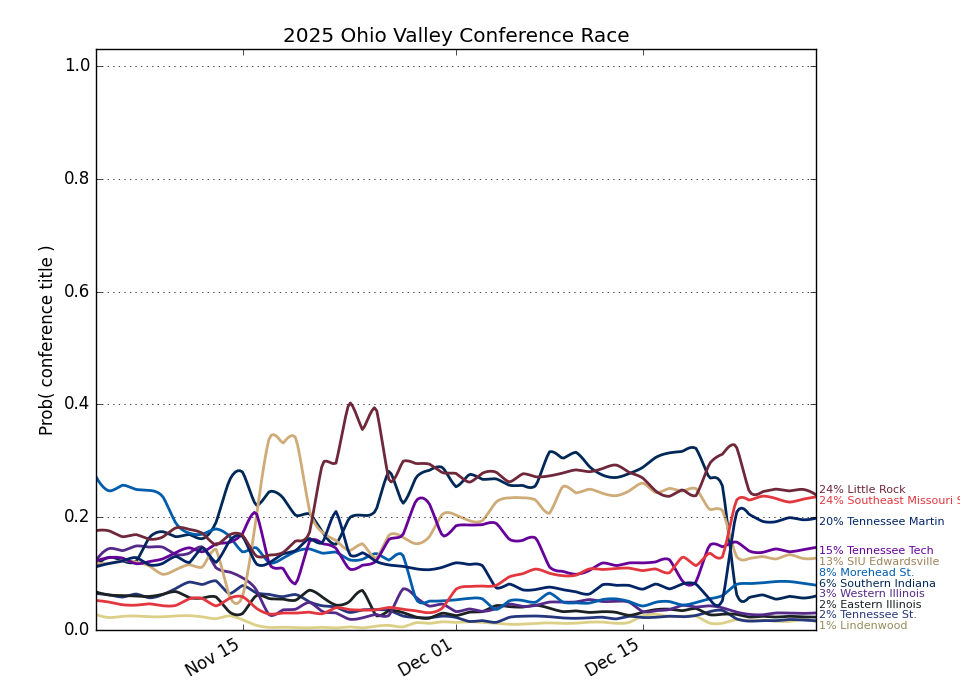 2025 Ohio Valley Conference Race
1.0
0.8
0.6
0.4
0.2
0.0
Prob( conference title )
Nov 15
Dec 01
Dec 15
24% Little Rock
24% Southeast Missouri S
20% Tennessee Martin
15% Tennessee Tech
13% SIU Edwardsville
8% Morehead St.
6% Southern Indiana
3% Western Illinois
2% Eastern Illinois
2% Tennessee St.
1% Lindenwood